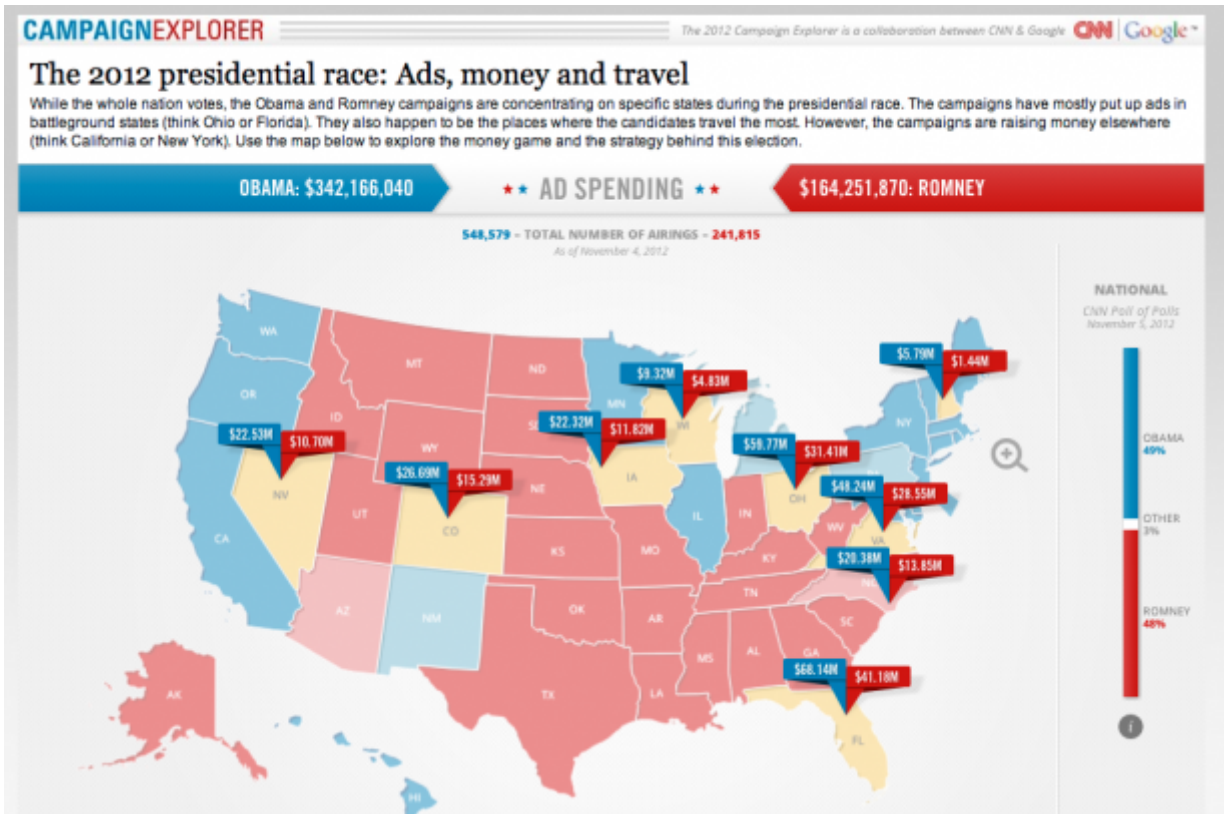 CAMPAIGNEXPLORER
The 2012 Campaign Explorer is a collaboration between CNN & Google CNN Google™
The 2012 presidential race: Ads, money and travel
While the whole nation votes, the Obama and Romney campaigns are concentrating on specific states during the presidential race. The campaigns have mostly put up ads in
battleground states (think Ohio or Florida). They also happen to be the places where the candidates travel the most. However, the campaigns are raising money elsewhere
(think California or New York). Use the map below to explore the money game and the strategy behind this election.
OBAMA: $342,166,040 AD SPENDING $164,251,870: ROMNEY
548,579 – TOTAL NUMBER OF AIRINGS – 241,815
As of November 4, 2012
NATIONAL
CNN Poll of Polls
November 5, 2012
WA
MT
ND
$5.79M $1.44M
OR
ID
$9.32M $4.83M
MN
WI
NY
$22.53M $10.70M
WY
$22.32M $11.82M
OBAMA
49%
$59.77M $31.41M
$26.69M $15.29M
NE
IA
OH
NV
UT
CO
IL
IN
$48.24M $28.55M
OTHER
3%
CA
KS
MO
WV
VA
KY
$20.38M $13.85M
AZ
NM
OK
AR
TN
SC
ROMNEY
48%
MS
AL
GA
$68.14M $41.18M
AK
TX
LA
FL
i
HI